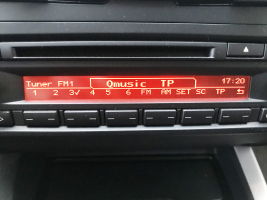 Tuner FM1 Qmusic TP 17:20
1 2 3✓ 4 5 6 FM AM SET SC TP